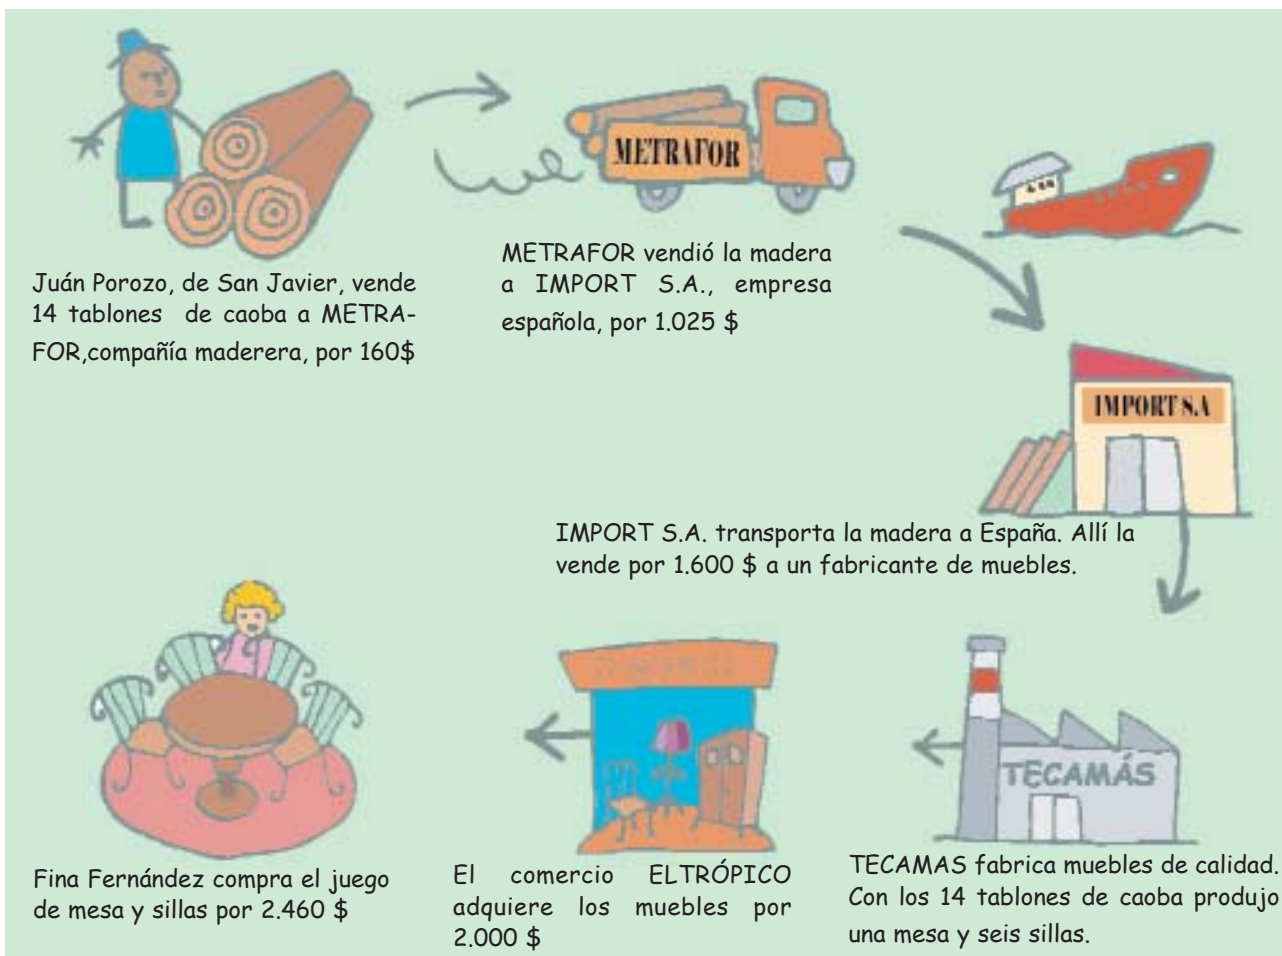 METRAFOR
Juán Porozo, de San Javier, vende
14 tablones de caoba a METRA-
FOR,compañía maderera, por 160$
METRAFOR vendió la madera
a IMPORT S.A., empresa
española, por 1.025 $
IMPORT S.A
IMPORT S.A. transporta la madera a España. Allí la
vende por 1.600 $ a un fabricante de muebles.
TECAMÁS
TECAMAS fabrica muebles de calidad.
Con los 14 tablones de caoba produjo
una mesa y seis sillas.
El comercio ELTRÓPICO
adquiere los muebles por
2.000 $
Fina Fernández compra el juego
de mesa y sillas por 2.460 $